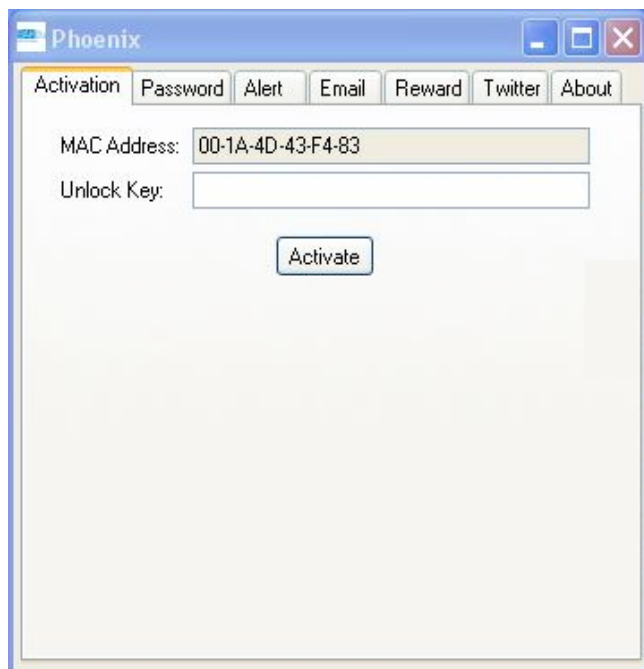 Phoenix
Activation Password Alert Email Reward Twitter About
MAC Address: 00-1A-4D-43-F4-83
Unlock Key:
Activate